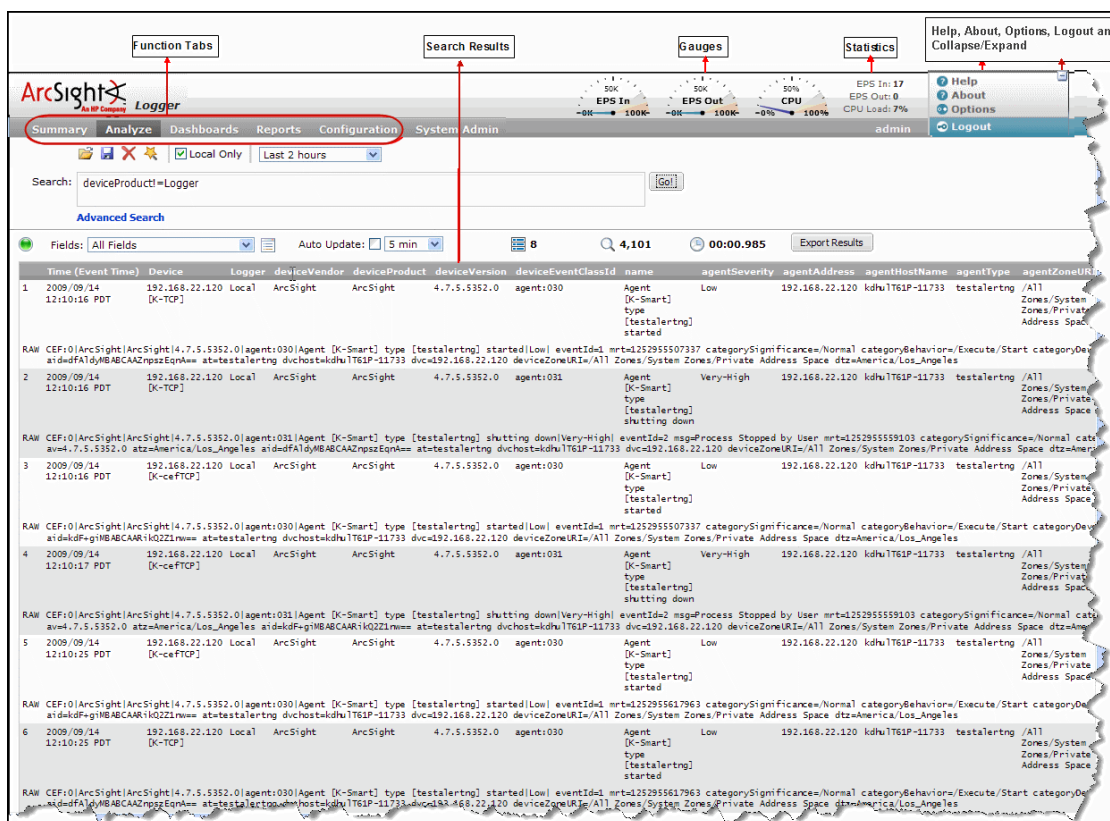 Function Tabs
Search Results
Gauges
Statistics
Help, About, Options, Logout an
Collapse/Expand
ArcSight
An HP Company
Logger
50K
EPS In
-0K
100K-
50K
EPS Out
-0K
100K-
50%
CPU
-0%
100%
EPS In: 17
EPS Out: 0
CPU Load: 7%
Help
About
Options
Logout
Summary Analyze Dashboards Reports Configuration System Admin admin
Local Only Last 2 hours
Search: deviceProduct!=Logger Go!
Advanced Search
Fields: All Fields Auto Update: 5 min 8 4,101 00:00.985 Export Results
Time (Event Time) Device Logger deviceVendor deviceProduct deviceVersion deviceEventClassId name agentSeverity agentAddress agentHostName agentType agentZoneURI
1 2009/09/14 192.168.22.120 Local ArcSight ArcSight 4.7.5.5352.0 agent:030 Agent Low 192.168.22.120 kdhulT61P-11733 testalertng /All
12:10:16 PDT [K-TCP] [K-Smart] Zones/System
type Zones/Private
[testalertng] Address Spac
started
RAW CEF:0|ArcSight|ArcSight|4.7.5.5352.0|agent:030|Agent [K-Smart] type [testalertng] started|Low| eventId=1 mrt=1252955507337 categorySignificance=/Normal categoryBehavior=/Execute/Start categoryDe
aid=dfAldyMBABCAAZnpszEqnA== at=testalertng dvchost=kdhulT61P-11733 dvc=192.168.22.120 deviceZoneURI=/All Zones/System Zones/Private Address Space dtz=America/Los_Angeles
2 2009/09/14 192.168.22.120 Local ArcSight ArcSight 4.7.5.5352.0 agent:031 Agent Very-High 192.168.22.120 kdhulT61P-11733 testalertng /All
12:10:16 PDT [K-TCP] [K-Smart] Zones/System
type Zones/Private
[testalertng] Address Space
shutting down
RAW CEF:0|ArcSight|ArcSight|4.7.5.5352.0|agent:031|Agent [K-Smart] type [testalertng] shutting down|Very-High| eventId=2 msg=Process Stopped by User mrt=1252955559103 categorySignificance=/Normal cate
av=4.7.5.5352.0 atz=America/Los_Angeles aid=dfAldyMBABCAAZnpszEqnA== at=testalertng dvchost=kdhulT61P-11733 dvc=192.168.22.120 deviceZoneURI=/All Zones/System Zones/Private Address Space dtz=Amer
3 2009/09/14 192.168.22.120 Local ArcSight ArcSight 4.7.5.5352.0 agent:030 Agent Low 192.168.22.120 kdhulT61P-11733 testalertng /All
12:10:16 PDT [K-cefTCP] [K-Smart] Zones/System
type Zones/Private
[testalertng] Address Space
started
RAW CEF:0|ArcSight|ArcSight|4.7.5.5352.0|agent:030|Agent [K-Smart] type [testalertng] started|Low| eventId=1 mrt=1252955507337 categorySignificance=/Normal categoryBehavior=/Execute/Start categoryDev
aid=kdF+giMBABCAARikQ2Z1nw== at=testalertng dvchost=kdhulT61P-11733 dvc=192.168.22.120 deviceZoneURI=/All Zones/System Zones/Private Address Space dtz=America/Los_Angeles
4 2009/09/14 192.168.22.120 Local ArcSight ArcSight 4.7.5.5352.0 agent:031 Agent Very-High 192.168.22.120 kdhulT61P-11733 testalertng /All
12:10:17 PDT [K-cefTCP] [K-Smart] Zones/System
type Zones/Privat
[testalertng] Address Spac
shutting down
RAW CEF:0|ArcSight|ArcSight|4.7.5.5352.0|agent:031|Agent [K-Smart] type [testalertng] shutting down|Very-High| eventId=2 msg=Process Stopped by User mrt=1252955559103 categorySignificance=/Normal cat
av=4.7.5.5352.0 atz=America/Los_Angeles aid=kdF+giMBABCAARikQ2Z1nw== at=testalertng dvchost=kdhulT61P-11733 dvc=192.168.22.120 deviceZoneURI=/All Zones/System Zones/Private Address Space dtz=Ame
5 2009/09/14 192.168.22.120 Local ArcSight ArcSight 4.7.5.5352.0 agent:030 Agent Low 192.168.22.120 kdhulT61P-11733 testalertng /All
12:10:25 PDT [K-cefTCP] [K-Smart] Zones/System
type Zones/Private
[testalertng] Address Spa
started
RAW CEF:0|ArcSight|ArcSight|4.7.5.5352.0|agent:030|Agent [K-Smart] type [testalertng] started|Low| eventId=1 mrt=1252955617963 categorySignificance=/Normal categoryBehavior=/Execute/Start categoryDe
aid=kdF+giMBABCAARikQ2Z1nw== at=testalertng dvchost=kdhulT61P-11733 dvc=192.168.22.120 deviceZoneURI=/All Zones/System Zones/Private Address Space dtz=America/Los_Angeles
6 2009/09/14 192.168.22.120 Local ArcSight ArcSight 4.7.5.5352.0 agent:030 Agent Low 192.168.22.120 kdhulT61P-11733 testalertng /All
12:10:25 PDT [K-TCP] [K-Smart] Zones/System
type Zones/Private
[testalertng] Address Space
started
RAW CEF:0|ArcSight|ArcSight|4.7.5.5352.0|agent:030|Agent [K-Smart] type [testalertng] started|Low| eventId=1 mrt=1252955617963 categorySignificance=/Normal categoryBehavior=/Execute/Start categoryDe
aid=dfAldyMBABCAAZnpszEqnA== at=testalertng dvchost=kdhulT61P-11733 dvc=192.168.22.120 deviceZoneURI=/All Zones/System Zones/Private Address Space dtz=America/Los_Angeles